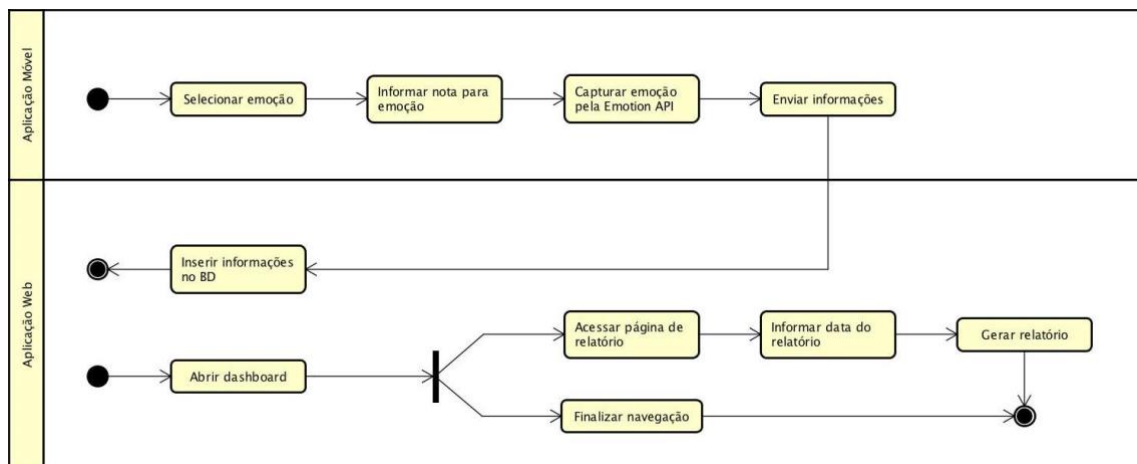 Aplicação Móvel
Selecionar emoção
Informar nota para
emoção
Capturar emoção
pela Emotion API
Enviar informações
Aplicação Web
Inserir informações
no BD
Abrir dashboard
Acessar página de
relatório
Informar data do
relatório
Gerar relatório
Finalizar navegação